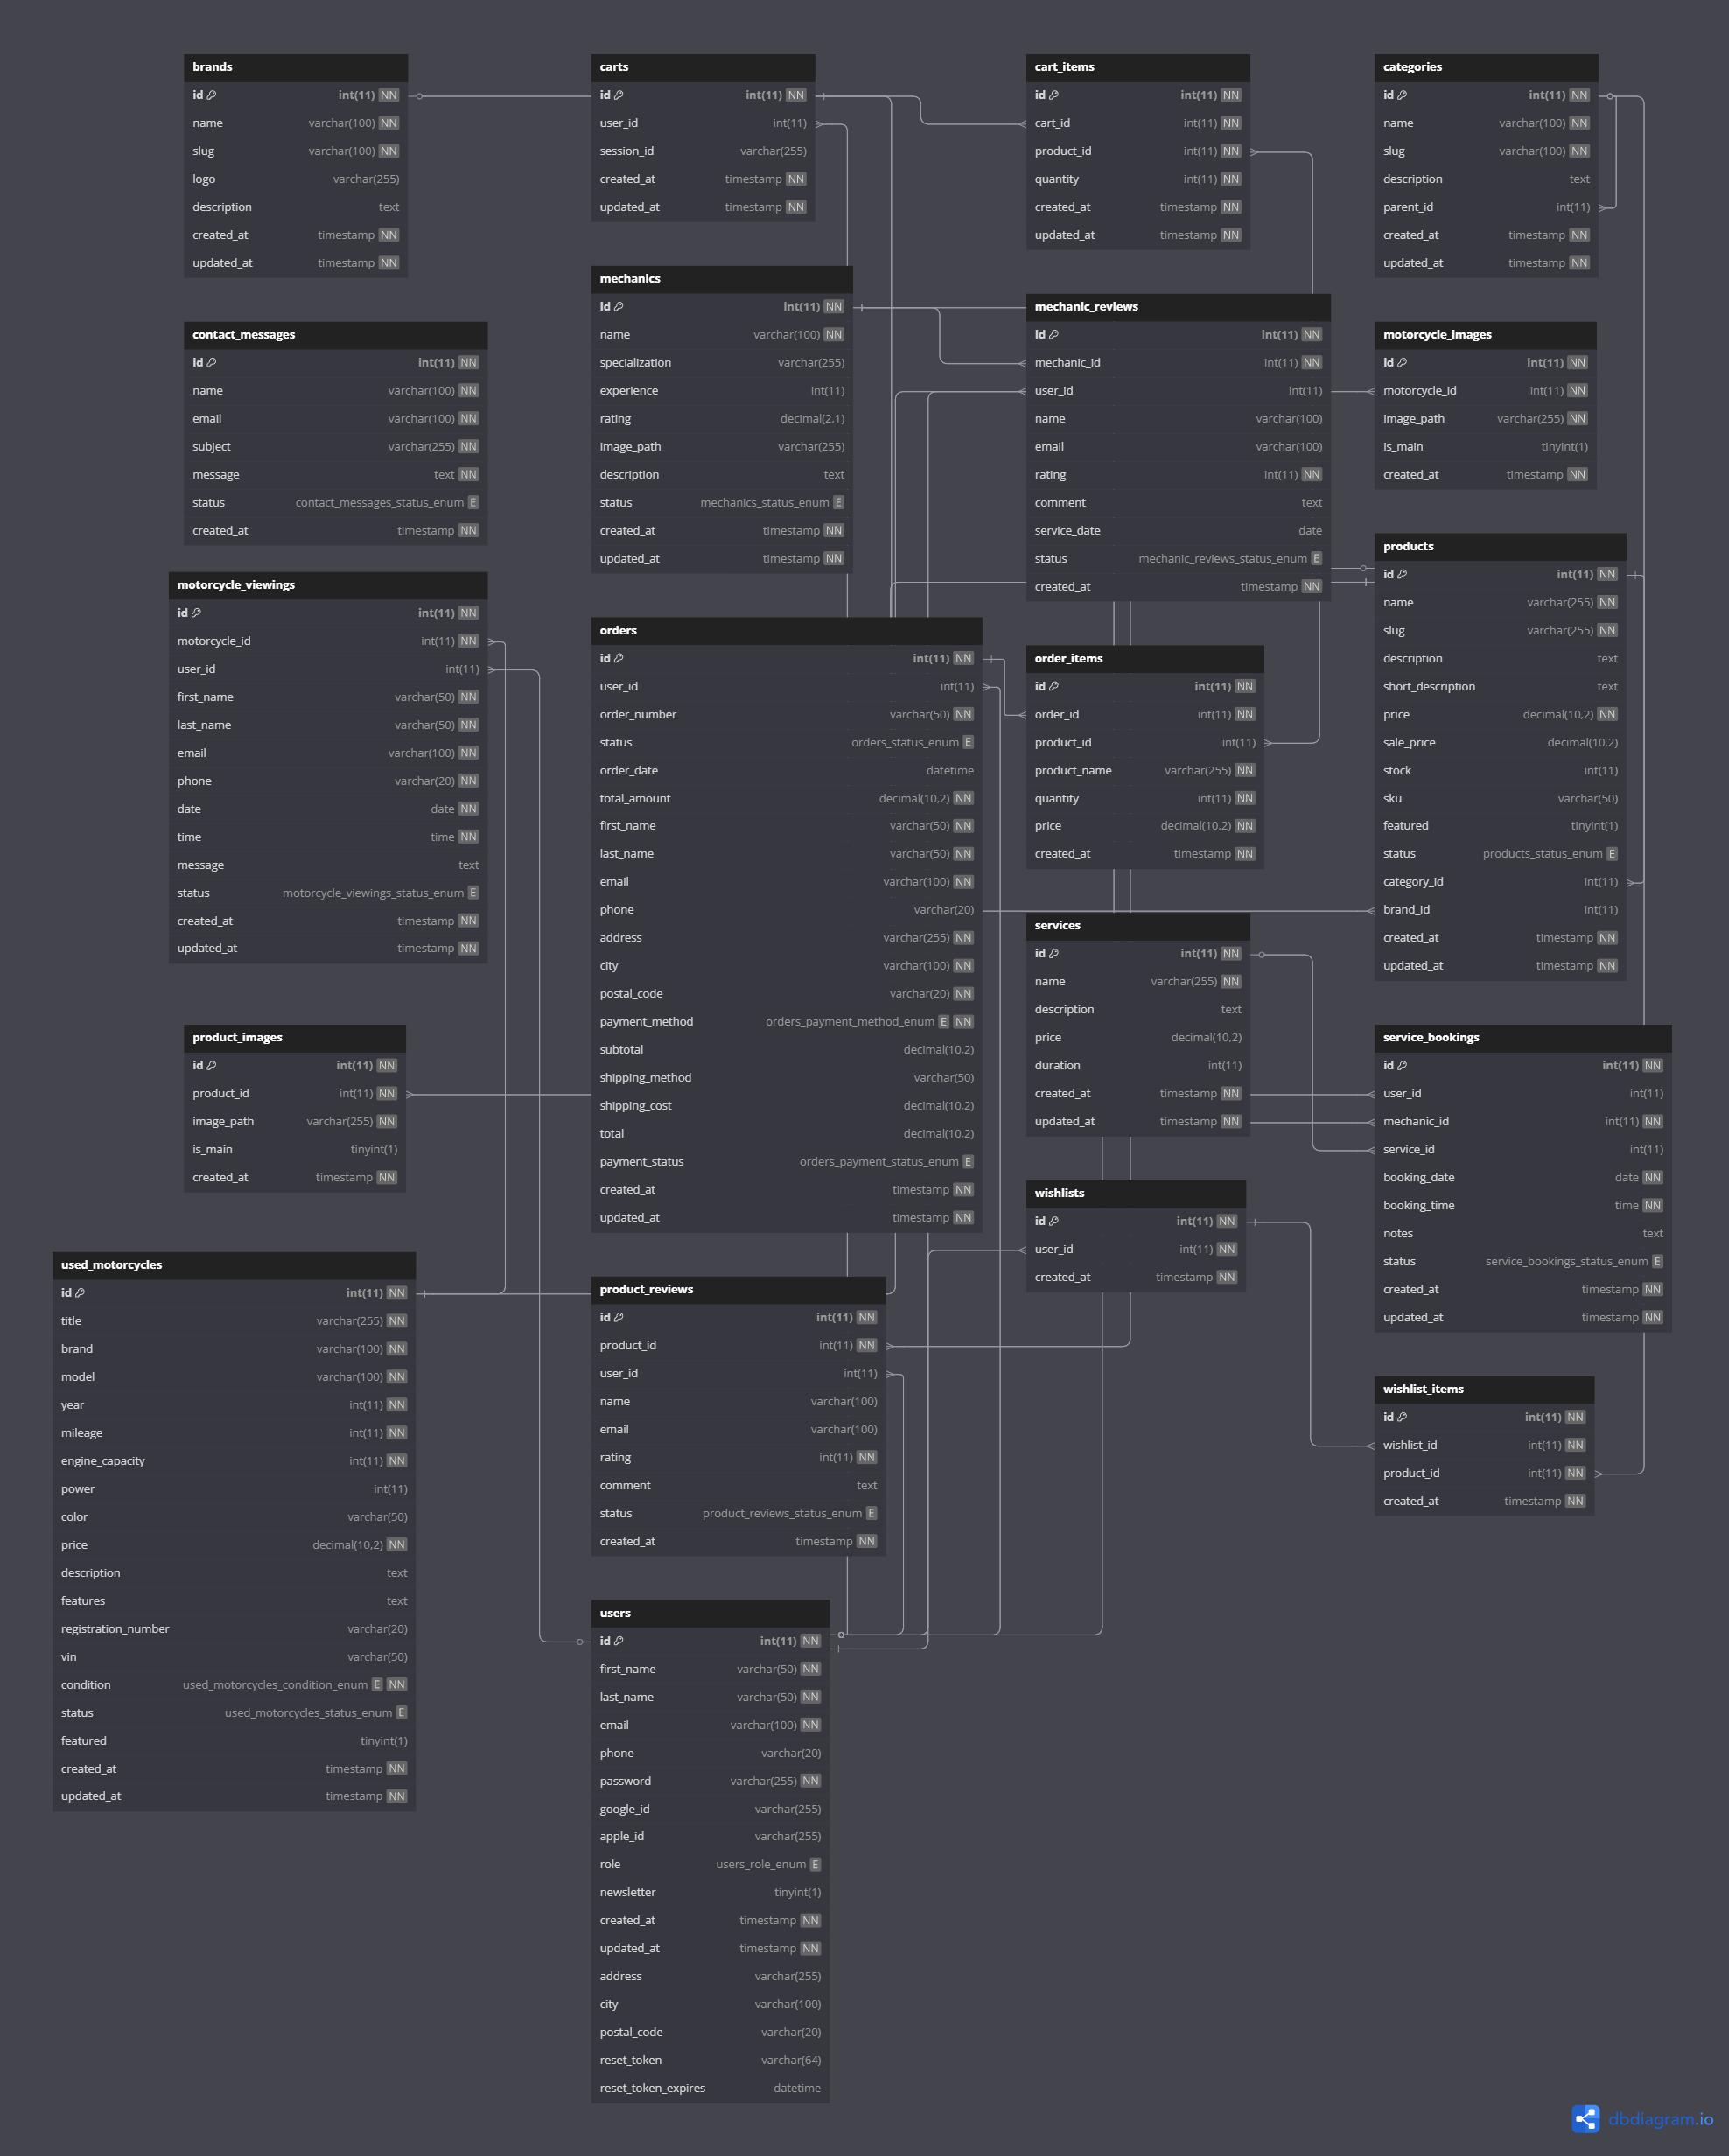 brands
id int(11) NN
name varchar(100) NN
slug varchar(100) NN
logo varchar(255)
description text
created_at timestamp NN
updated_at timestamp NN
carts
id int(11) NN
user_id int(11)
session_id varchar(255)
created_at timestamp NN
updated_at timestamp NN
cart_items
id int(11) NN
cart_id int(11) NN
product_id int(11) NN
quantity int(11) NN
created_at timestamp NN
updated_at timestamp NN
categories
id int(11) NN
name varchar(100) NN
slug varchar(100) NN
description text
parent_id int(11)
created_at timestamp NN
updated_at timestamp NN
contact_messages
id int(11) NN
name varchar(100) NN
email varchar(100) NN
subject varchar(255) NN
message text NN
status contact_messages_status_enum E
created_at timestamp NN
mechanics
id int(11) NN
name varchar(100) NN
specialization varchar(255)
experience int(11)
rating decimal(2,1)
image_path varchar(255)
description text
status mechanics_status_enum E
created_at timestamp NN
updated_at timestamp NN
mechanic_reviews
id int(11) NN
mechanic_id int(11) NN
user_id int(11)
name varchar(100)
email varchar(100)
rating int(11) NN
comment text
service_date date
status mechanic_reviews_status_enum E
created_at timestamp NN
motorcycle_images
id int(11) NN
motorcycle_id int(11) NN
image_path varchar(255) NN
is_main tinyint(1)
created_at timestamp NN
motorcycle_viewings
id int(11) NN
motorcycle_id int(11) NN
user_id int(11)
first_name varchar(50) NN
last_name varchar(50) NN
email varchar(100) NN
phone varchar(20) NN
date date NN
time time NN
message text
status motorcycle_viewings_status_enum E
created_at timestamp NN
updated_at timestamp NN
orders
id int(11) NN
user_id int(11)
order_number varchar(50) NN
status orders_status_enum E
order_date datetime
total_amount decimal(10,2) NN
first_name varchar(50) NN
last_name varchar(50) NN
email varchar(100) NN
phone varchar(20)
address varchar(255) NN
city varchar(100) NN
postal_code varchar(20) NN
payment_method orders_payment_method_enum E NN
subtotal decimal(10,2)
shipping_method varchar(50)
shipping_cost decimal(10,2)
total decimal(10,2)
payment_status orders_payment_status_enum E
created_at timestamp NN
updated_at timestamp NN
order_items
id int(11) NN
order_id int(11) NN
product_id int(11)
product_name varchar(255) NN
quantity int(11) NN
price decimal(10,2) NN
created_at timestamp NN
products
id int(11) NN
name varchar(255) NN
slug varchar(255) NN
description text
short_description text
price decimal(10,2) NN
sale_price decimal(10,2)
stock int(11)
sku varchar(50)
featured tinyint(1)
status products_status_enum E
category_id int(11)
brand_id int(11)
created_at timestamp NN
updated_at timestamp NN
services
id int(11) NN
name varchar(255) NN
description text
price decimal(10,2)
duration int(11)
created_at timestamp NN
updated_at timestamp NN
product_images
id int(11) NN
product_id int(11) NN
image_path varchar(255) NN
is_main tinyint(1)
created_at timestamp NN
service_bookings
id int(11) NN
user_id int(11)
mechanic_id int(11) NN
service_id int(11)
booking_date date NN
booking_time time NN
notes text
status service_bookings_status_enum E
created_at timestamp NN
updated_at timestamp NN
wishlists
id int(11) NN
user_id int(11) NN
created_at timestamp NN
used_motorcycles
id int(11) NN
title varchar(255) NN
brand varchar(100) NN
model varchar(100) NN
year int(11) NN
mileage int(11) NN
engine_capacity int(11) NN
power int(11)
color varchar(50)
price decimal(10,2) NN
description text
features text
registration_number varchar(20)
vin varchar(50)
condition used_motorcycles_condition_enum E NN
status used_motorcycles_status_enum E
featured tinyint(1)
created_at timestamp NN
updated_at timestamp NN
product_reviews
id int(11) NN
product_id int(11) NN
user_id int(11)
name varchar(100)
email varchar(100)
rating int(11) NN
comment text
status product_reviews_status_enum E
created_at timestamp NN
wishlist_items
id int(11) NN
wishlist_id int(11) NN
product_id int(11) NN
created_at timestamp NN
users
id int(11) NN
first_name varchar(50) NN
last_name varchar(50) NN
email varchar(100) NN
phone varchar(20)
password varchar(255) NN
google_id varchar(255)
apple_id varchar(255)
role users_role_enum E
newsletter tinyint(1)
created_at timestamp NN
updated_at timestamp NN
address varchar(255)
city varchar(100)
postal_code varchar(20)
reset_token varchar(64)
reset_token_expires datetime
dbdiagram.io